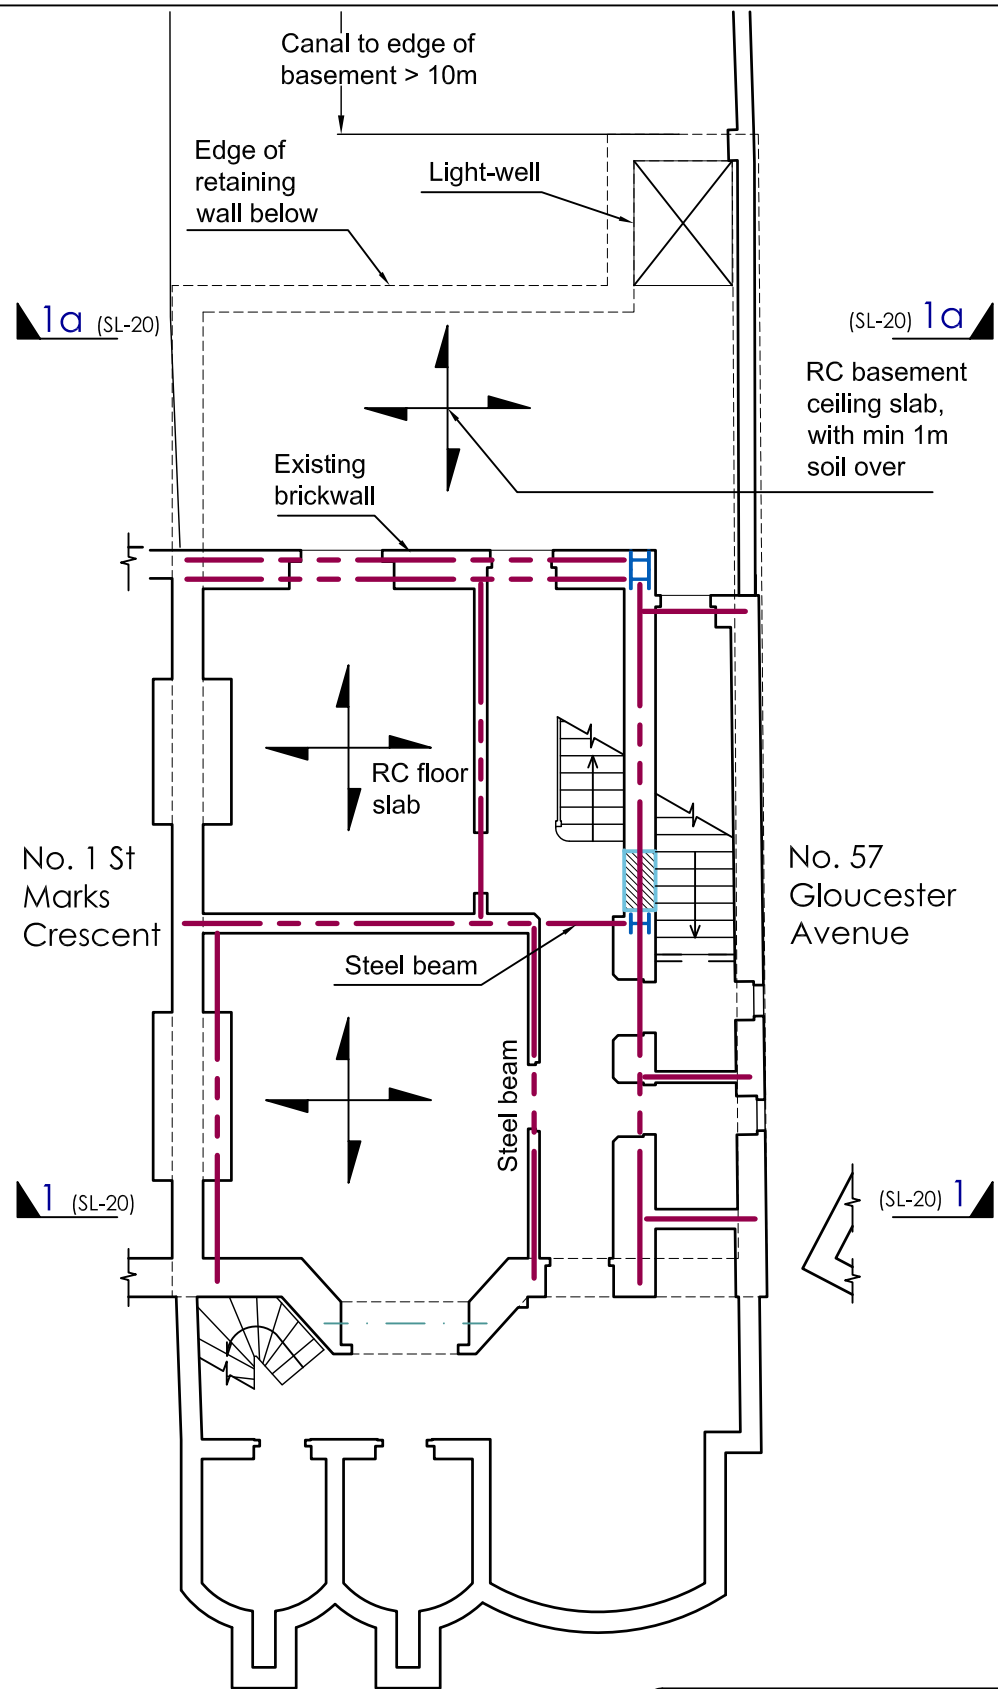 Canal to edge of
basement > 10m
Edge of
retaining
wall below
Light-well
1a (SL-20)
(SL-20) 1a
RC basement
ceiling slab,
with min 1m
soil over
Existing
brickwall
RC floor
slab
No. 1 St
Marks
Crescent
No. 57
Gloucester
Avenue
Steel beam
Steel beam
1 (SL-20)
(SL-20) 1